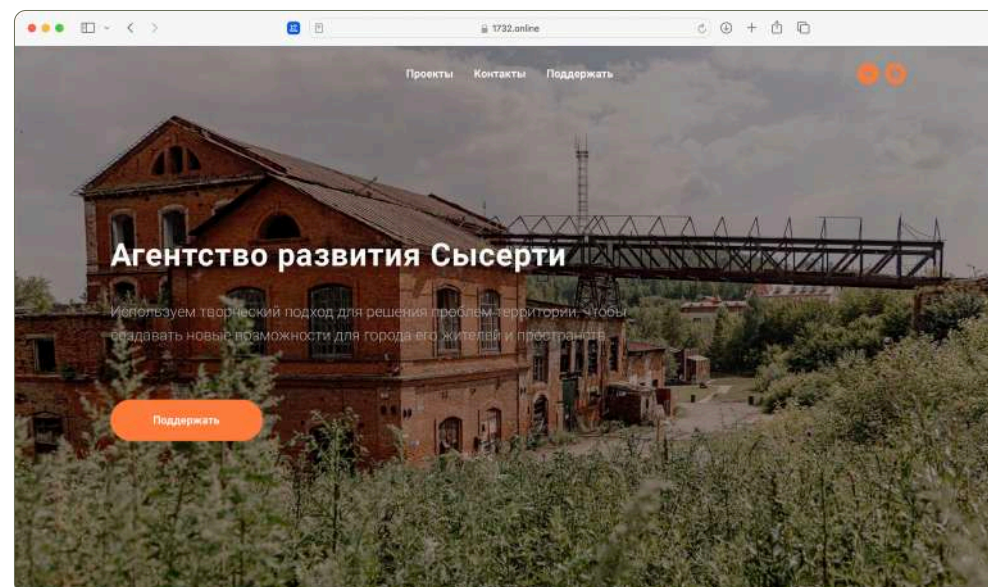 1732.online
Проекты Контакты Поддержать
Агентство развития Сысерти
Используем творческий подход для решения проблем территории, чтобы
создавать новые возможности для города его жителей и пространств.
Поддержать